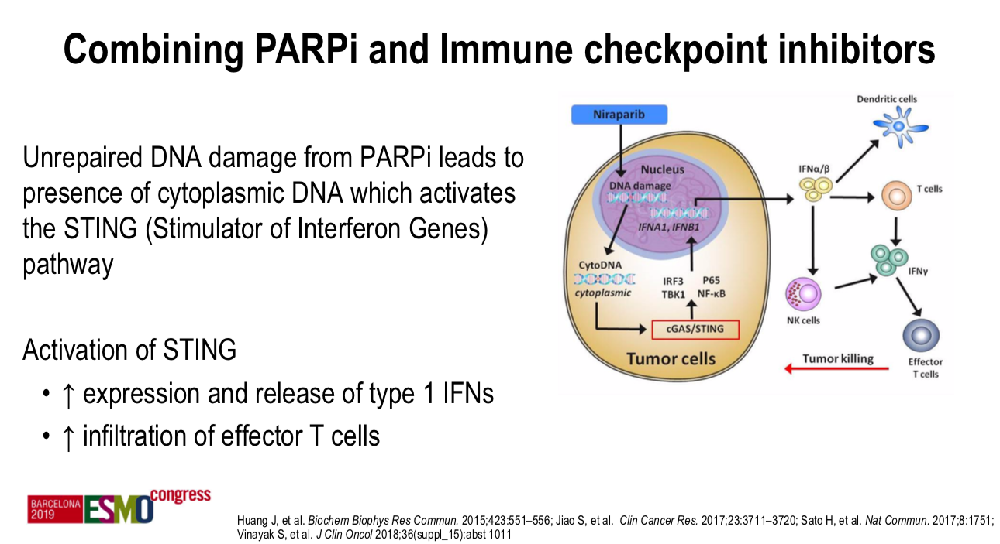 Combining PARPi and Immune checkpoint inhibitors
Unrepaired DNA damage from PARPi leads to
presence of cytoplasmic DNA which activates
the STING (Stimulator of Interferon Genes)
pathway
Activation of STING
• ↑ expression and release of type 1 IFNs
• ↑ infiltration of effector T cells
Niraparib
Nucleus
DNA damage
IFNA1, IFNB1
CytoDNA
cytoplasmic
IRF3 P65
TBK1 NF-κB
cGAS/STING
Tumor cells
Dendritic cells
IFNα/β
T cells
IFNγ
NK cells
Effector
T cells
Tumor killing
BARCELONA
2019
ESMO congress
Huang J, et al. Biochem Biophys Res Commun. 2015;423:551–556; Jiao S, et al. Clin Cancer Res. 2017;23:3711–3720; Sato H, et al. Nat Commun. 2017;8:1751;
Vinayak S, et al. J Clin Oncol 2018;36(suppl_15):abst 1011